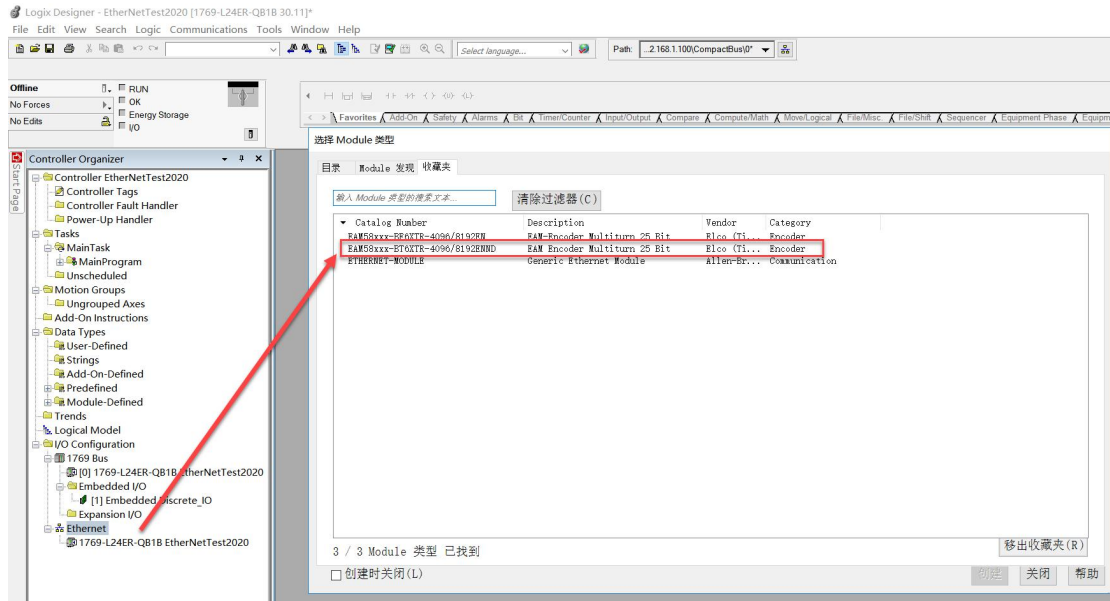 Logix Designer - EtherNetTest2020 [1769-L24ER-QB1B 30.11]*
File Edit View Search Logic Communications Tools Window Help
Select language...
Path: ...2.168.1.100\CompactBus\0*
Offline
RUN
No Forces
OK
Energy Storage
No Edits
I/O
Favorites Add-On Safety Alarms Bit Timer/Counter Input/Output Compare Compute/Math Move/Logical File/Misc. File/Shift Sequencer Equipment Phase Equipm
Start Page
Controller Organizer
Controller EtherNetTest2020
Controller Tags
Controller Fault Handler
Power-Up Handler
Tasks
MainTask
MainProgram
Unscheduled
Motion Groups
Ungrouped Axes
Add-On Instructions
Data Types
User-Defined
Strings
Add-On-Defined
Predefined
Module-Defined
Trends
Logical Model
I/O Configuration
1769 Bus
[0] 1769-L24ER-QB1B EtherNetTest2020
Embedded I/O
[1] Embedded Discrete_IO
Expansion I/O
Ethernet
1769-L24ER-QB1B EtherNetTest2020
选择 Module 类型
目录 Module 发现 收藏夹
输入 Module 类型的搜索文本...
清除过滤器(C)
Catalog Number Description Vendor Category
EAM58xxx-BF6XTR-4096/8192EN EAM-Encoder Multiturn 25 Bit Elco (Ti... Encoder
EAM58xxx-BT6XTR-4096/8192ENND EAM Encoder Multiturn 25 Bit Elco (Ti... Encoder
ETHERNET-MODULE Generic Ethernet Module Allen-Br... Communication
3 / 3 Module 类型 已找到
移出收藏夹(R)
创建时关闭(L)
创建 关闭 帮助